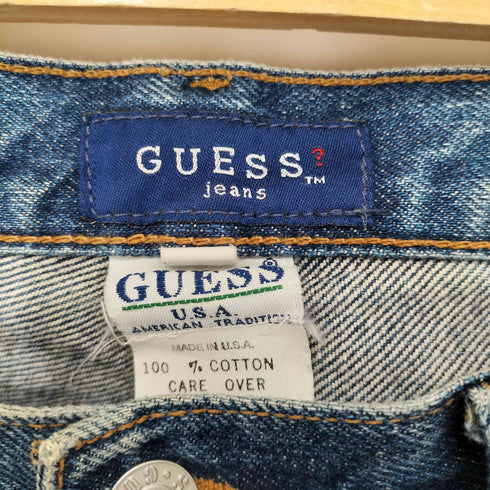 GUESS?™
jeans
GUESS®
U.S.A.
AMERICAN TRADITION
MADE IN U.S.A.
100 % COTTON
CARE OVER